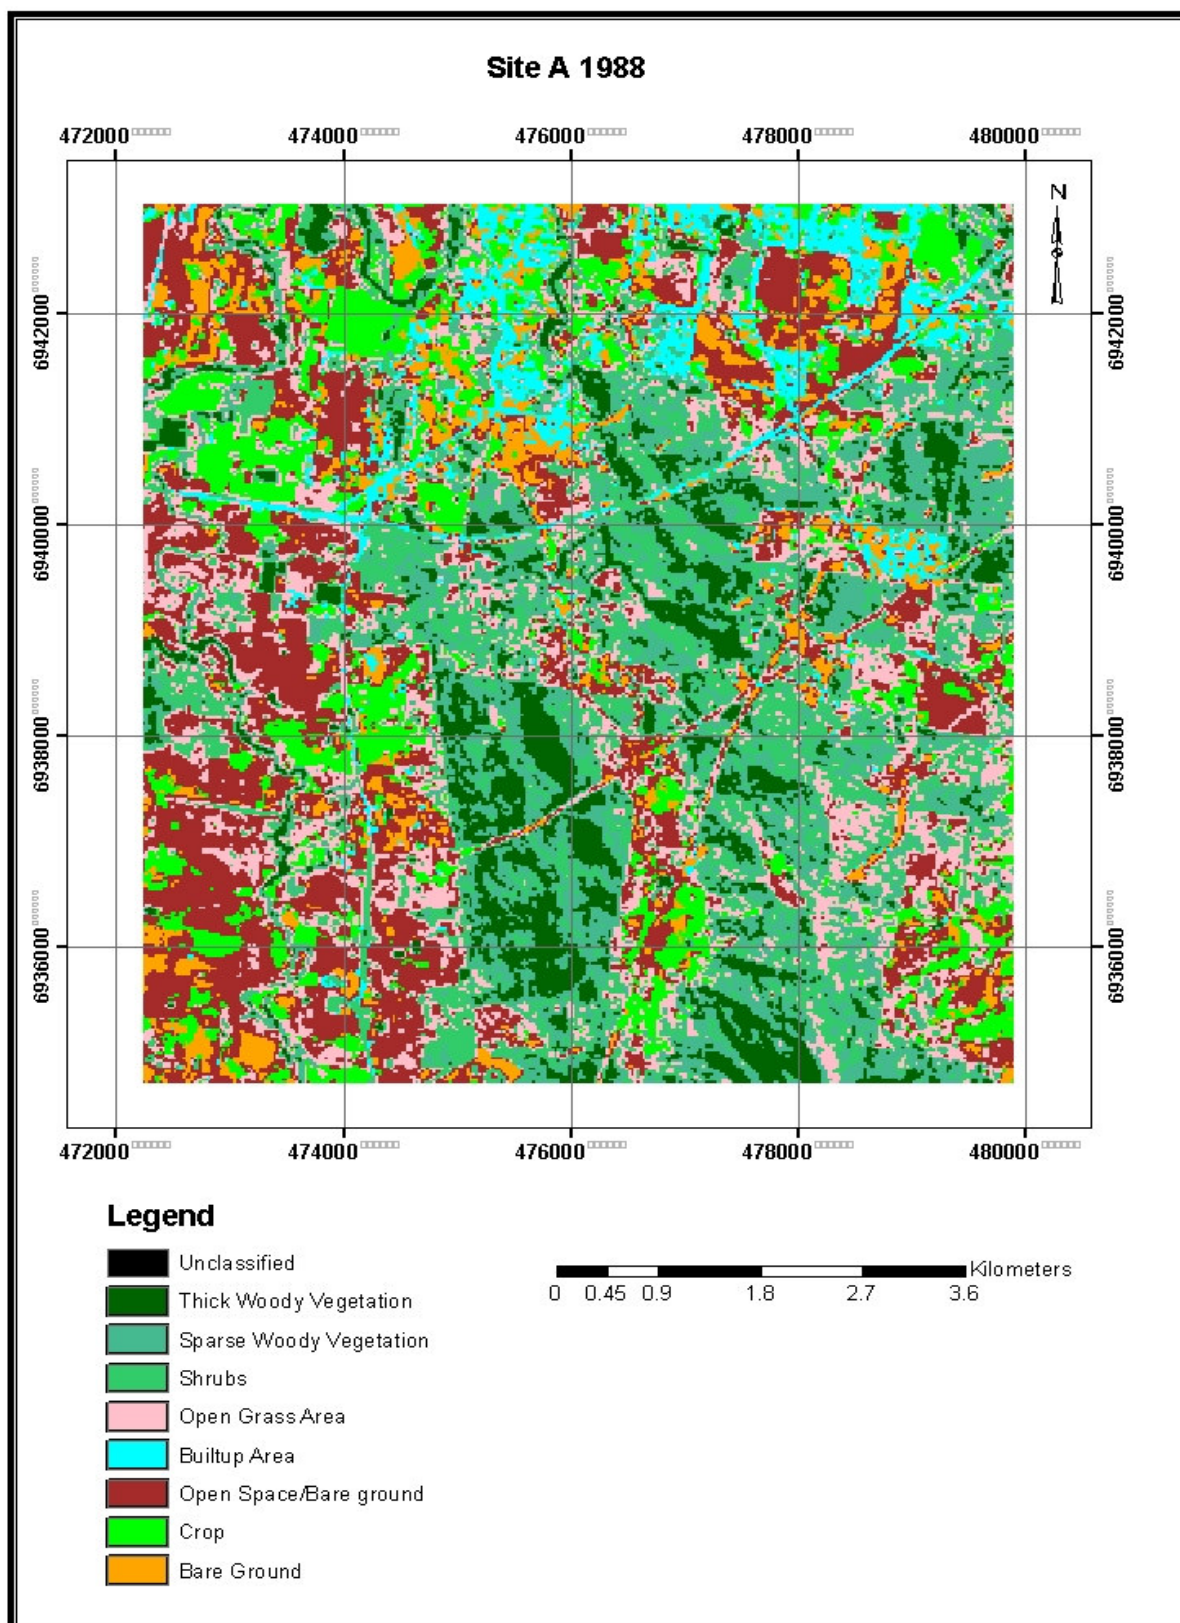 Site A 1988
472000 474000 476000 478000 480000
N
6942000 6942000
6940000 6940000
6938000 6938000
6936000 6936000
472000 474000 476000 478000 480000
Legend
Unclassified
Thick Woody Vegetation
Sparse Woody Vegetation
Shrubs
Open Grass Area
Builtup Area
Open Space/Bare ground
Crop
Bare Ground
Kilometers
0 0.45 0.9 1.8 2.7 3.6